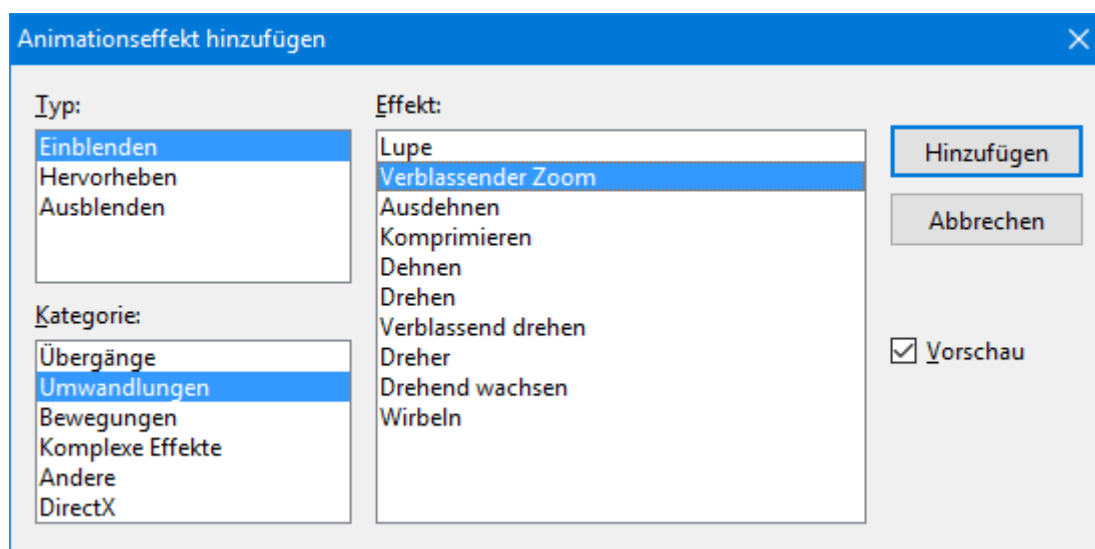 Animationseffekt hinzufügen
Typ:
Einblenden
Hervorheben
Ausblenden
Kategorie:
Übergänge
Umwandlungen
Bewegungen
Komplexe Effekte
Andere
DirectX
Effekt:
Lupe
Verblassender Zoom
Ausdehnen
Komprimieren
Dehnen
Drehen
Verblassend drehen
Dreher
Drehend wachsen
Wirbeln
Hinzufügen
Abbrechen
Vorschau